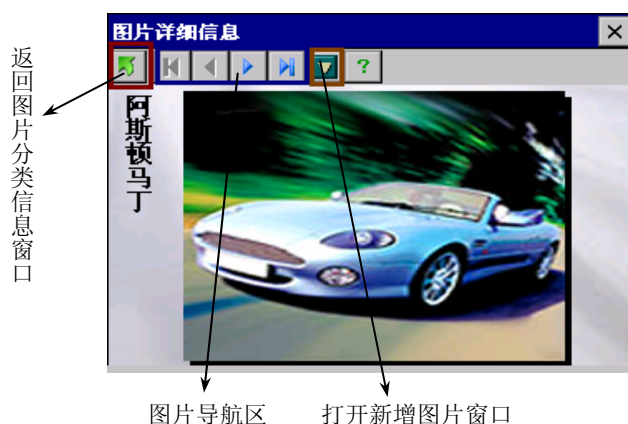 图片详细信息
?
返回图片分类信息窗口
阿斯顿马丁
图片导航区
打开新增图片窗口